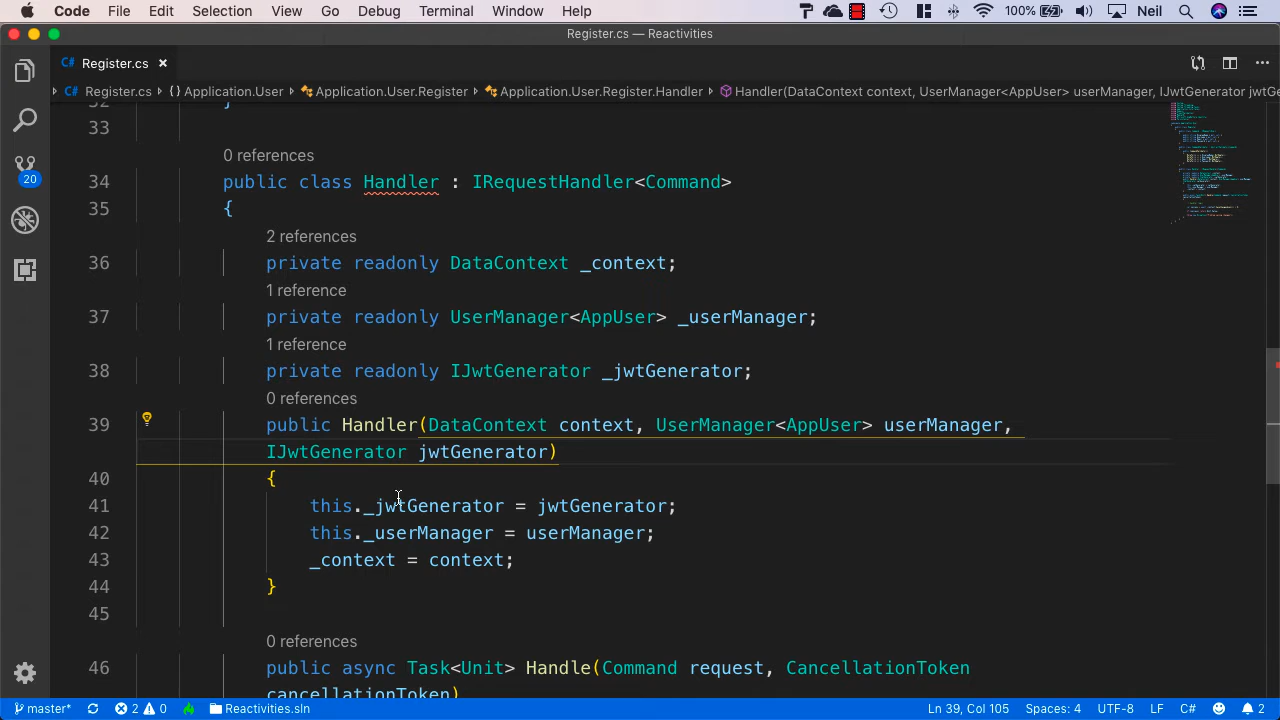 Code File Edit Selection View Go Debug Terminal Window Help 100% Neil
Register.cs — Reactivities
C# Register.cs
C# Register.cs { } Application.User Application.User.Register Application.User.Register.Handler Handler(DataContext context, UserManager<AppUser> userManager, IJwtGenerator jwtGe
32 }
33
0 references
34 public class Handler : IRequestHandler<Command>
35 {
2 references
36 private readonly DataContext _context;
1 reference
37 private readonly UserManager<AppUser> _userManager;
1 reference
38 private readonly IJwtGenerator _jwtGenerator;
0 references
39 public Handler(DataContext context, UserManager<AppUser> userManager,
IJwtGenerator jwtGenerator)
40 {
41 this._jwtGenerator = jwtGenerator;
42 this._userManager = userManager;
43 _context = context;
44 }
45
0 references
46 public async Task<Unit> Handle(Command request, CancellationToken
cancellationToken)
20
master* 2 0 Reactivities.sln Ln 39, Col 105 Spaces: 4 UTF-8 LF C# 2